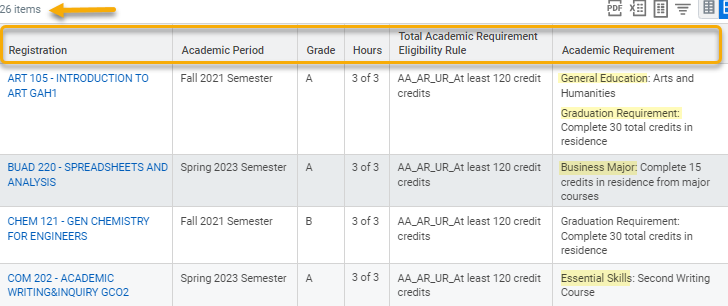 26 items
PDF
Total Academic Requirement
Registration Academic Period Grade Hours Eligibility Rule Academic Requirement
ART 105 - INTRODUCTION TO Fall 2021 Semester A 3 of 3 AA_AR_UR_At least 120 credit General Education: Arts and
ART GAH1 credits Humanities
Graduation Requirement:
Complete 30 total credits in
residence
BUAD 220 - SPREADSHEETS AND Spring 2023 Semester A 3 of 3 AA_AR_UR_At least 120 credit Business Major: Complete 15
ANALYSIS credits credits in residence from major
courses
CHEM 121 - GEN CHEMISTRY Fall 2021 Semester B 3 of 3 AA_AR_UR_At least 120 credit Graduation Requirement:
FOR ENGINEERS credits Complete 30 total credits in
residence
COM 202 - ACADEMIC Spring 2023 Semester A 3 of 3 AA_AR_UR_At least 120 credit Essential Skills: Second Writing
WRITING&INQUIRY GCO2 credits Course